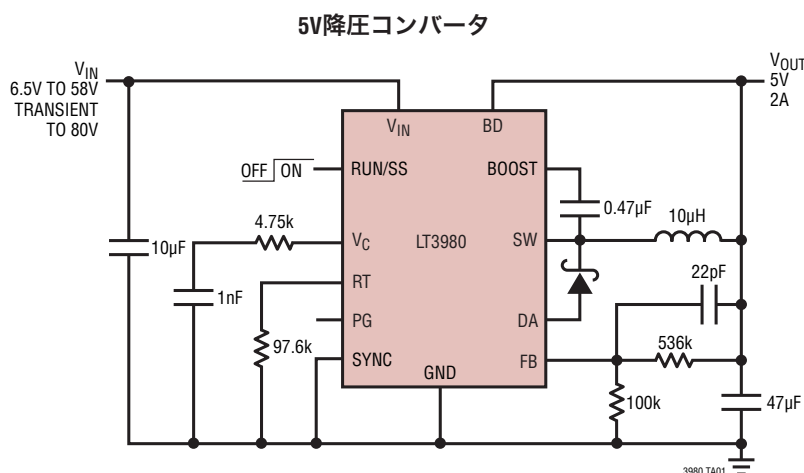 5V降圧コンバータ
VIN
6.5V TO 58V
TRANSIENT
TO 80V
VOUT
5V
2A
VIN
BD
OFF ON
RUN/SS
BOOST
0.47µF
10µH
4.75k
VC
LT3980
SW
10µF
1nF
RT
22pF
PG
DA
97.6k
536k
SYNC
FB
GND
100k
47µF
3980 TA01